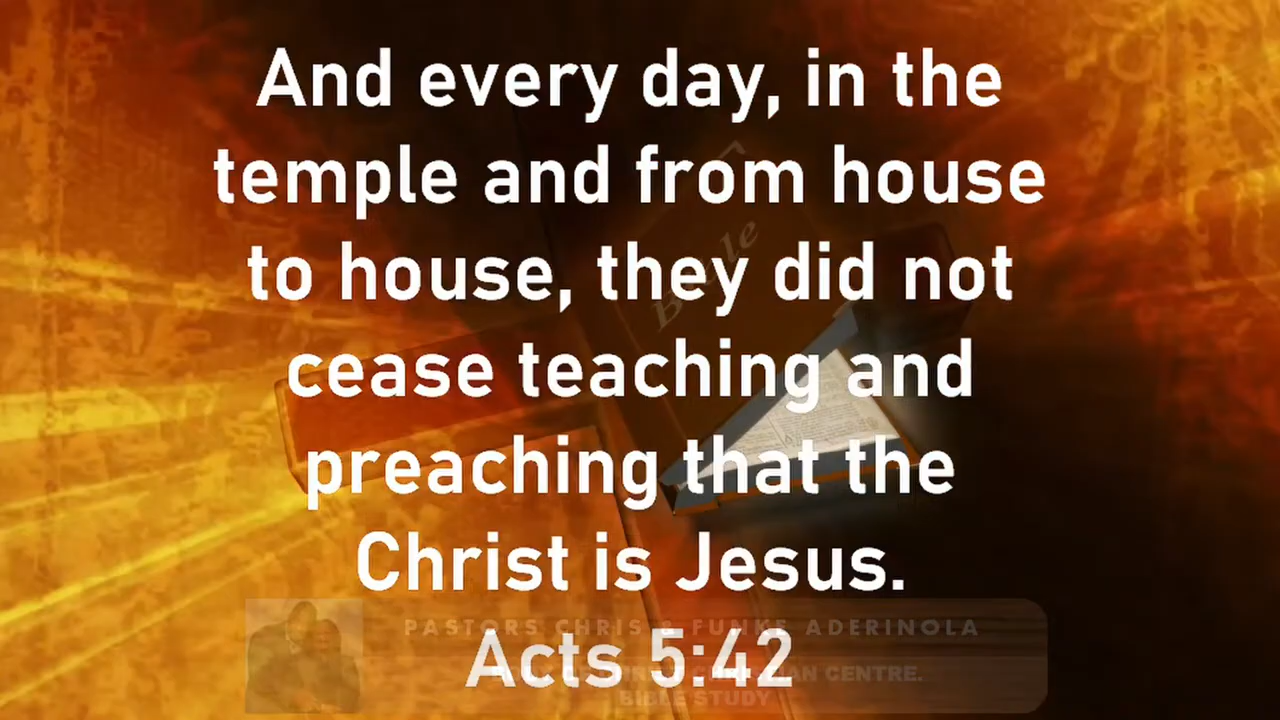 And every day, in the
temple and from house
to house, they did not
cease teaching and
preaching that the
Christ is Jesus.
Acts 5:42
Bible
PASTORS CHRIS & FUNKE ADERINOLA
CHRISTIAN CENTRE.
BIBLE STUDY